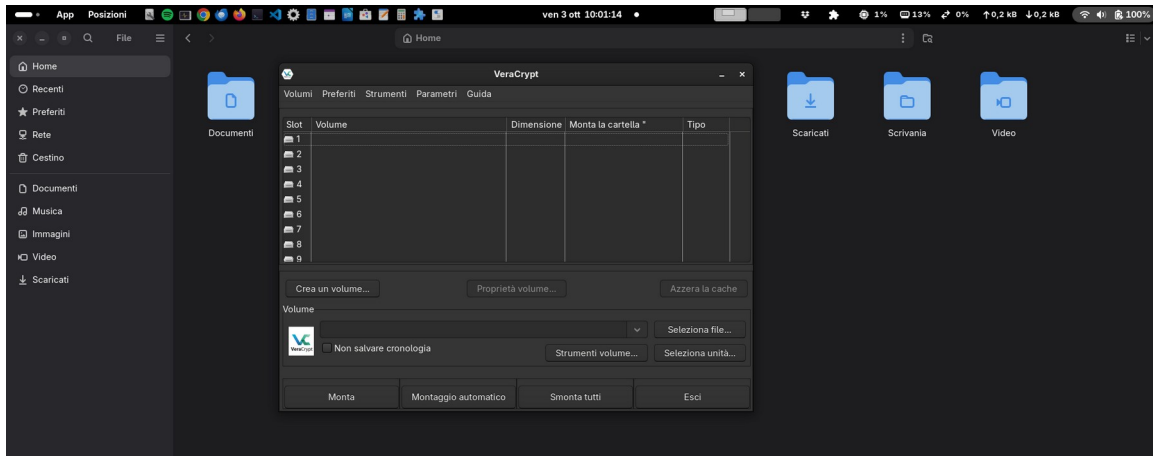 App Posizioni ven 3 ott 10:01:14 1% 13% 0% ↑0,2 kB ↓0,2 kB 100%
File Home
Home
Recenti
Preferiti
Rete
Cestino
Documenti
Musica
Immagini
Video
Scaricati
Documenti
Scaricati
Scrivania
Video
VeraCrypt
Volumi Preferiti Strumenti Parametri Guida
Slot Volume Dimensione Monta la cartella * Tipo
1
2
3
4
5
6
7
8
9
Crea un volume... Proprietà volume... Azzera la cache
Volume
Seleziona file...
VeraCrypt
Non salvare cronologia
Strumenti volume... Seleziona unità...
Monta Montaggio automatico Smonta tutti Esci